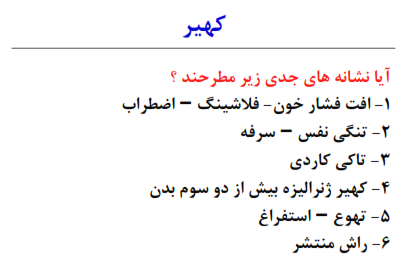 کهیر
آیا نشانه های جدی زیر مطرحند ؟
۱- افت فشار خون- فلاشینگ – اضطراب
۲- تنگی نفس – سرفه
۳- تاکی کاردی
۴- کهیر ژنرالیزه بیش از دو سوم بدن
۵- تهوع – استفراغ
۶- راش منتشر